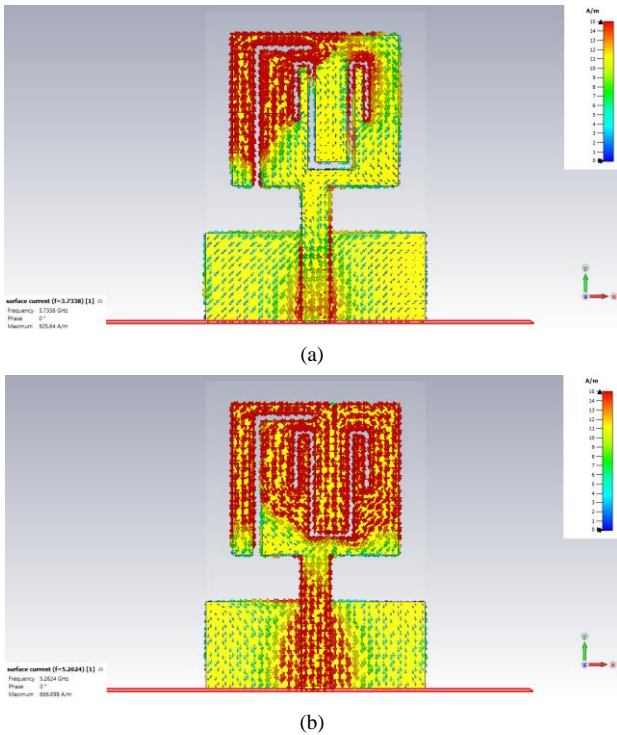 A/m
15
14
13
12
11
10
9
8
7
6
5
4
3
2
1
0
surface current (f=3.7338) [1]
Frequency 3.7338 GHz
Phase 0 °
Maximum 505.64 A/m
(a)
A/m
15
14
13
12
11
10
9
8
7
6
5
4
3
2
1
0
surface current (f=5.2624) [1]
Frequency 5.2624 GHz
Phase 0 °
Maximum A/m
(b)